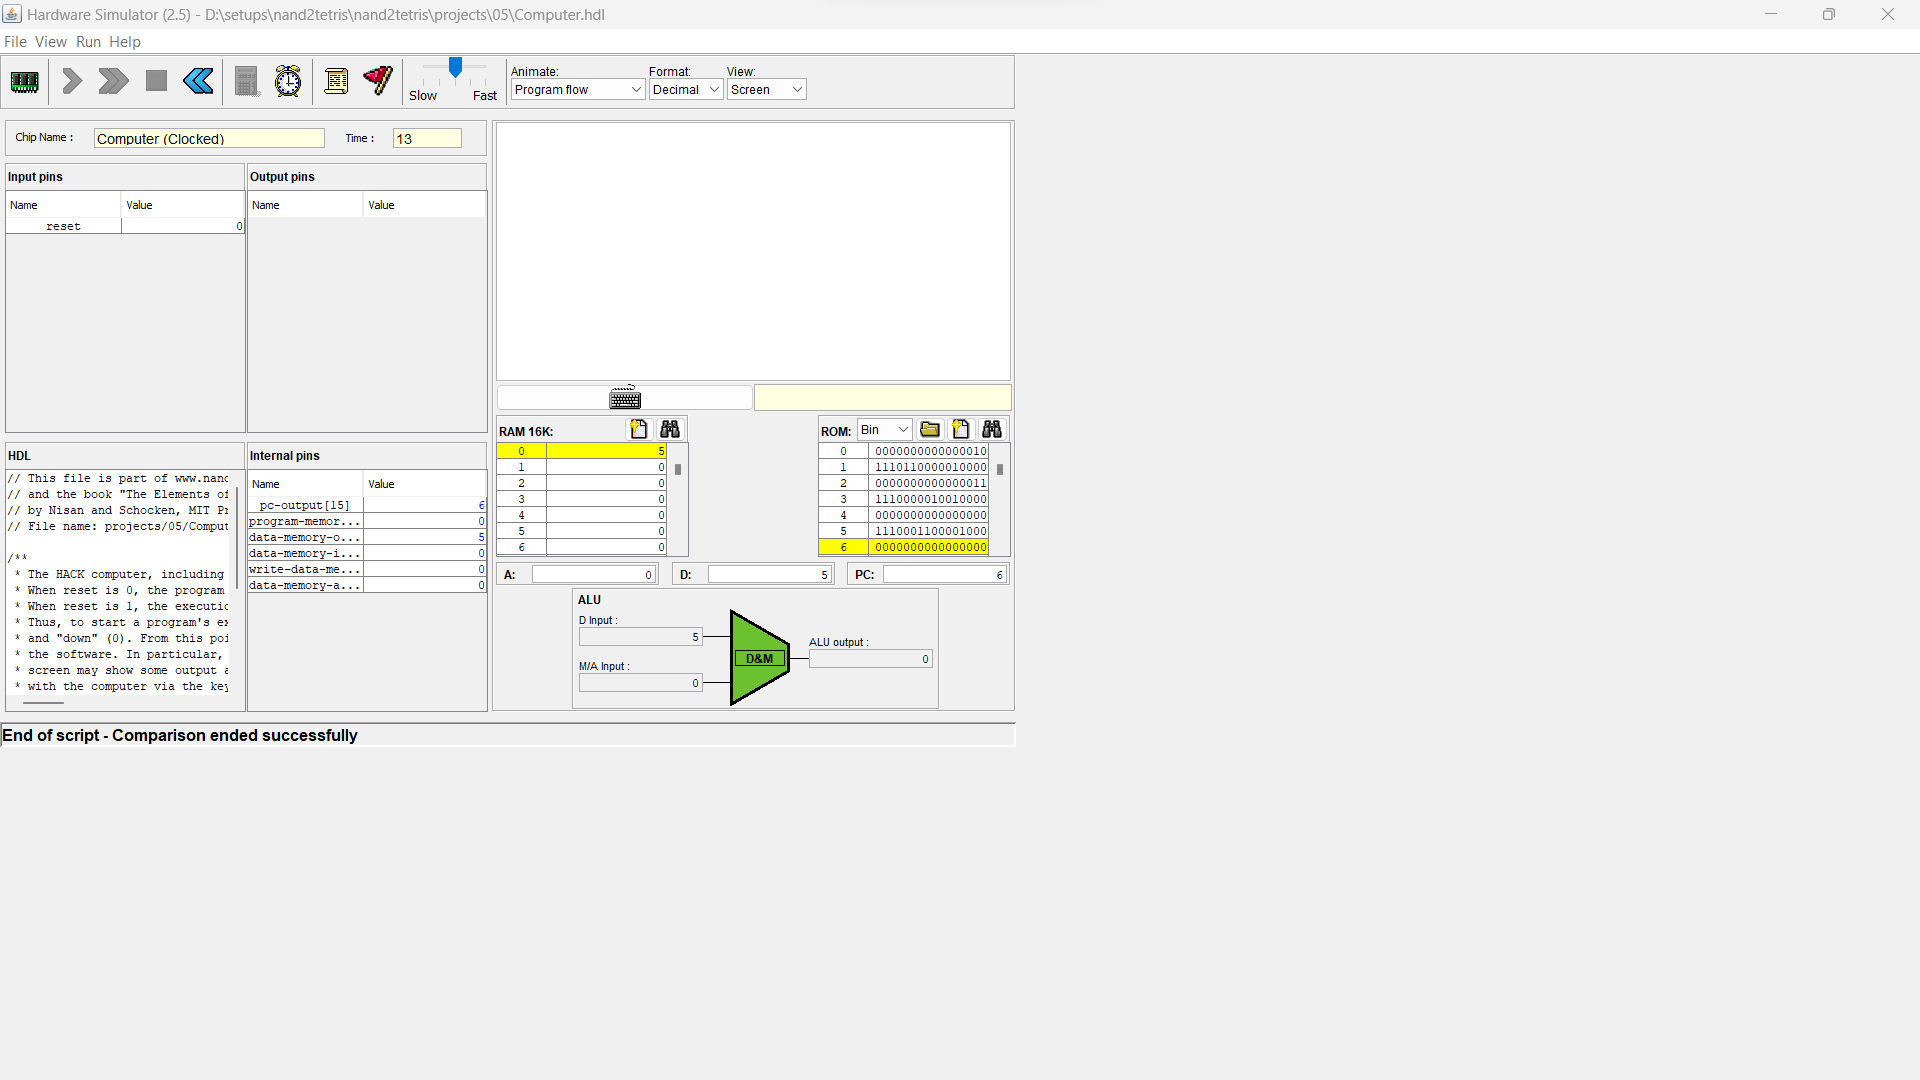 Hardware Simulator (2.5) - D:\setups\nand2tetris\nand2tetris\projects\05\Computer.hdl
File View Run Help
Slow Fast
Animate: Format: View:
Program flow Decimal Screen
Chip Name : Computer (Clocked) Time : 13
Input pins
Name Value
reset 0
Output pins
Name Value
RAM 16K:
0 5
1 0
2 0
3 0
4 0
5 0
6 0
ROM: Bin
0 0000000000000010
1 1110110000010000
2 0000000000000011
3 1110000010010000
4 0000000000000000
5 1110001100001000
6 0000000000000000
HDL
// This file is part of www.nand
// and the book "The Elements of
// by Nisan and Schocken, MIT Pr
// File name: projects/05/Comput
/**
* The HACK computer, including
* When reset is 0, the program
* When reset is 1, the executio
* Thus, to start a program's ex
* and "down" (0). From this poi
* the software. In particular,
* screen may show some output a
* with the computer via the key
Internal pins
Name Value
pc-output[15] 6
program-memor... 0
data-memory-o... 5
data-memory-i... 0
write-data-me... 0
data-memory-a... 0
A: 0 D: 5 PC: 6
ALU
D Input :
5
M/A Input :
0
D&M
ALU output :
0
End of script - Comparison ended successfully